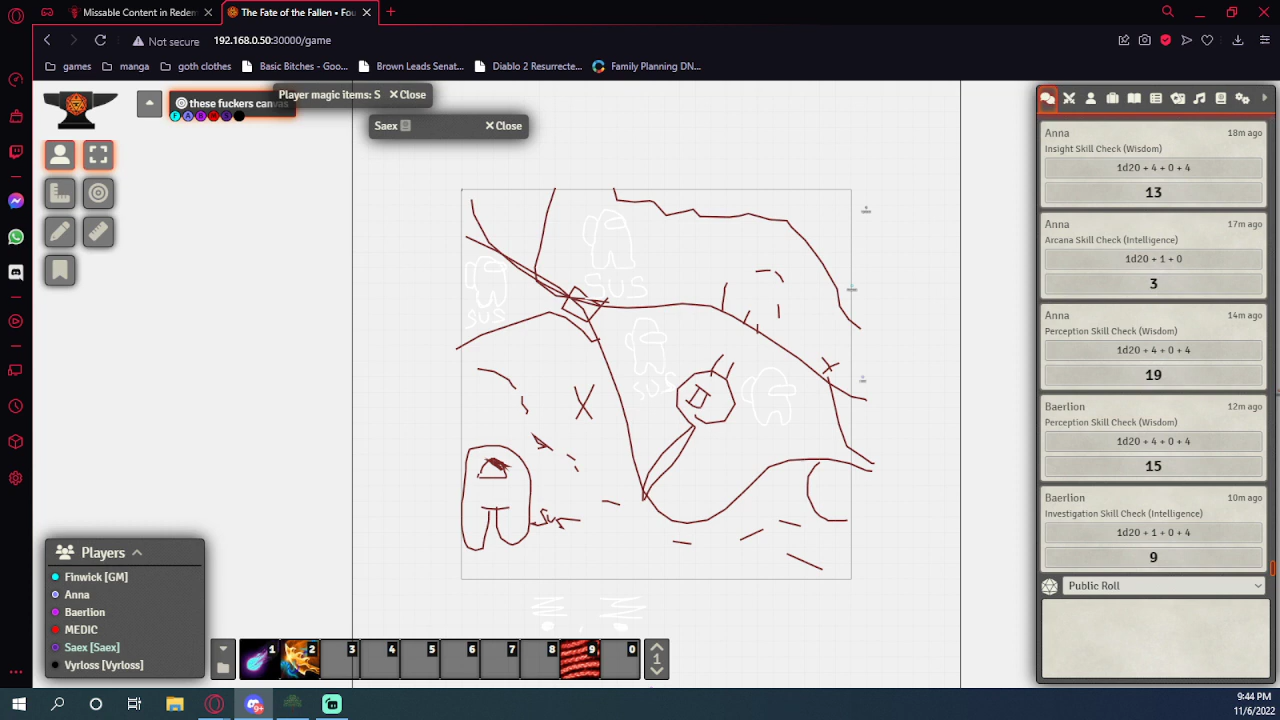 Missable Content in Redem
The Fate of the Fallen • Fou
Not secure
192.168.0.50:30000/game
games
manga
goth clothes
Basic Bitches - Goo...
Brown Leads Senat...
Diablo 2 Resurrecte...
Family Planning DN...
these fuckers canvas
F
A
B
M
S
Player magic items: S
Close
Saex
Close
SUS
SUS
SUS
X
X
sus
Anna
18m ago
Insight Skill Check (Wisdom)
1d20 + 4 + 0 + 4
13
Anna
17m ago
Arcana Skill Check (Intelligence)
1d20 + 1 + 0
3
Anna
14m ago
Perception Skill Check (Wisdom)
1d20 + 4 + 0 + 4
19
Baerlion
12m ago
Perception Skill Check (Wisdom)
1d20 + 4 + 0 + 4
15
Baerlion
10m ago
Investigation Skill Check (Intelligence)
1d20 + 1 + 0 + 4
9
Public Roll
Players
Finwick [GM]
Anna
Baerlion
MEDIC
Saex [Saex]
Vyrloss [Vyrloss]
1
2
3
4
5
6
7
8
9
0
1
9+
9:44 PM
11/6/2022